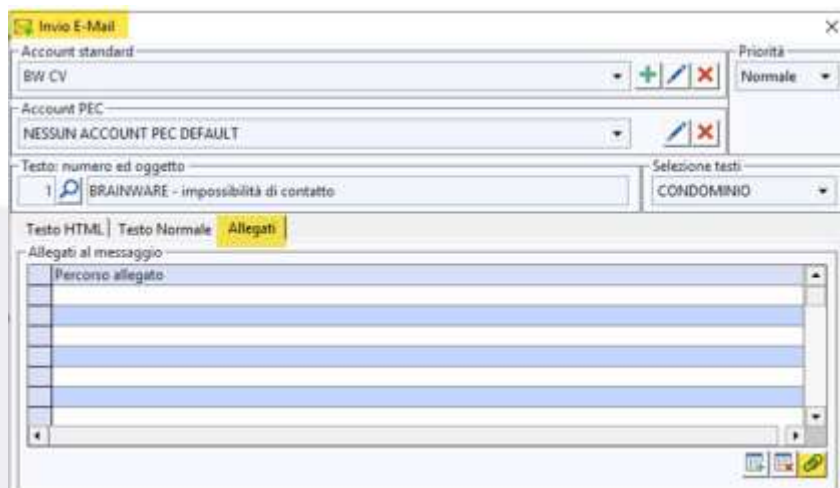 Invio E-Mail
Account standard
Priorità
BW CV
Normale
Account PEC
NESSUN ACCOUNT PEC DEFAULT
Testo: numero ed oggetto
Selezione testi
1 BRAINWARE - impossibilità di contatto
CONDOMINIO
Testo HTML Testo Normale Allegati
Allegati al messaggio
Percorso allegato